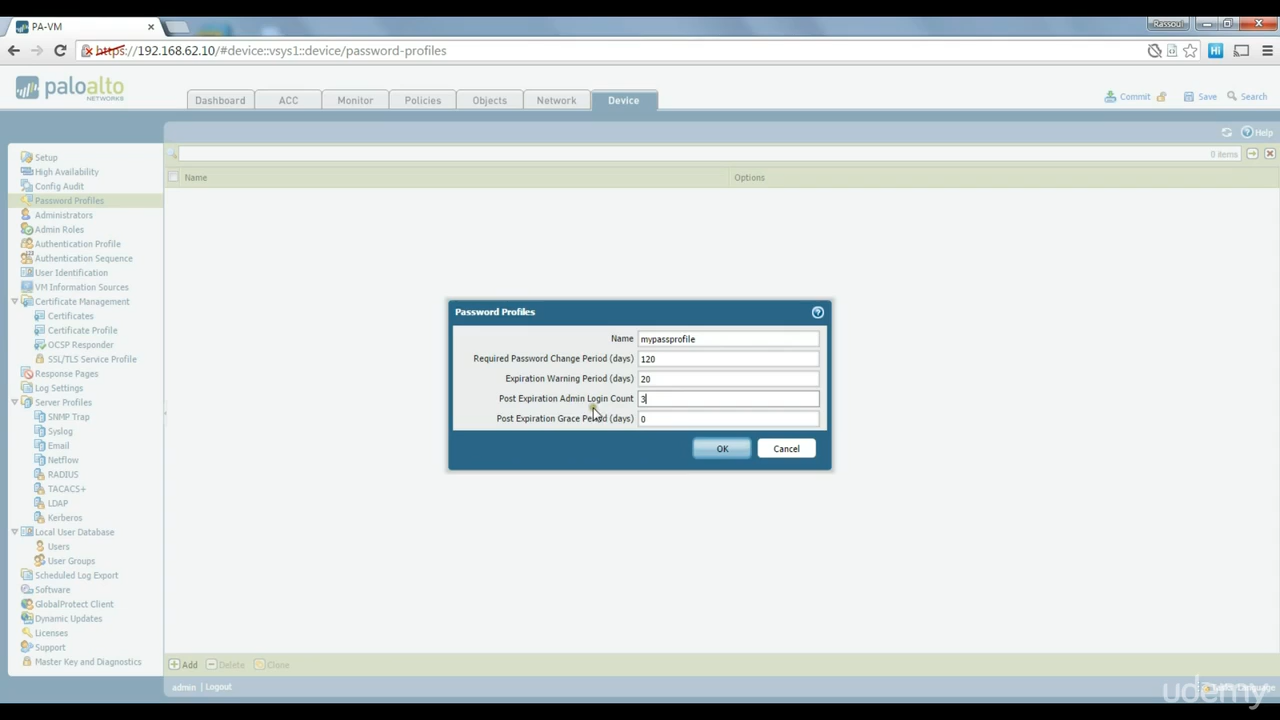 PA-VM
Rassoul
https://192.168.62.10/#device::vsys1::device/password-profiles
Hi
paloalto
NETWORKS
Dashboard
ACC
Monitor
Policies
Objects
Network
Device
Commit
Save
Search
Help
0 items
Name
Options
Setup
High Availability
Config Audit
Password Profiles
Administrators
Admin Roles
Authentication Profile
Authentication Sequence
User Identification
VM Information Sources
Certificate Management
Certificates
Certificate Profile
OCSP Responder
SSL/TLS Service Profile
Response Pages
Log Settings
Server Profiles
SNMP Trap
Syslog
Email
Netflow
RADIUS
TACACS+
LDAP
Kerberos
Local User Database
Users
User Groups
Scheduled Log Export
Software
GlobalProtect Client
Dynamic Updates
Licenses
Support
Master Key and Diagnostics
Password Profiles
Name mypassprofile
Required Password Change Period (days) 120
Expiration Warning Period (days) 20
Post Expiration Admin Login Count 3
Post Expiration Grace Period (days) 0
OK
Cancel
Add
Delete
Clone
admin | Logout
Language
udemy